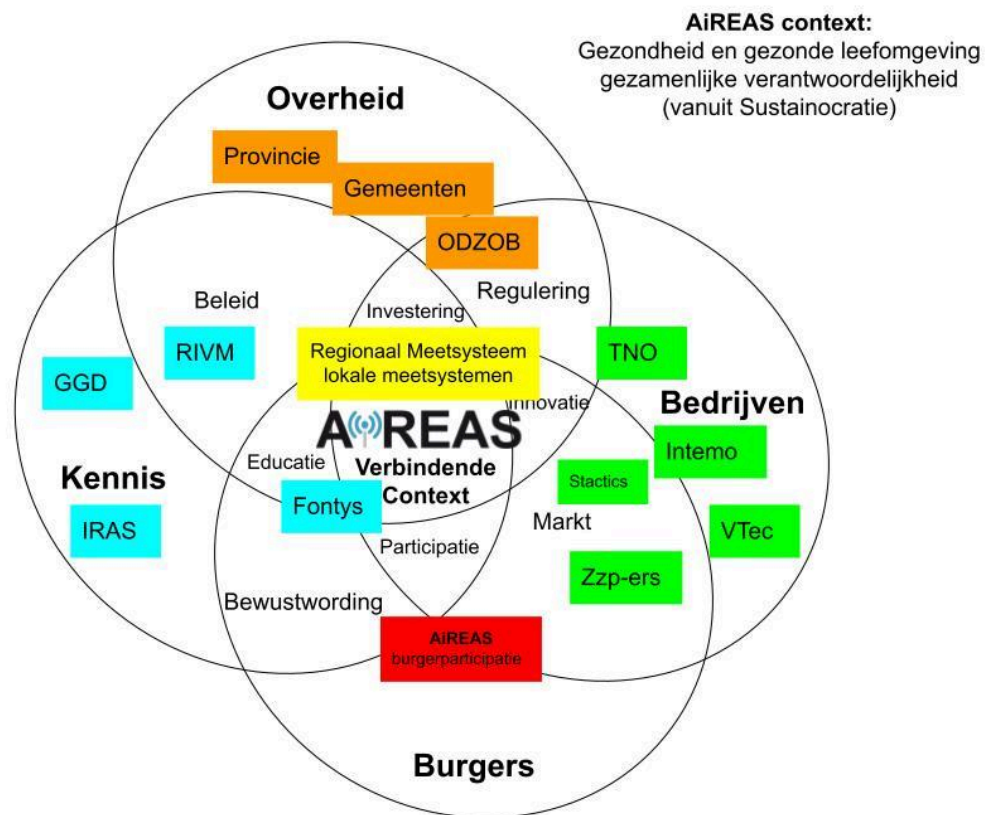 AiREAS context:
Gezondheid en gezonde leefomgeving
gezamenlijke verantwoordelijkheid
(vanuit Sustainocratie)
Overheid
Provincie
Gemeenten
ODZOB
Regulering
Beleid
Investering
RIVM
Regionaal Meetsysteem
lokale meetsystemen
TNO
GGD
Innovatie
Bedrijven
AiREAS
Intemo
Educatie
Verbindende
Context
Kennis
Stactics
Fontys
Markt
IRAS
VTec
Participatie
Zzp-ers
Bewustwording
AiREAS
burgerparticipatie
Burgers